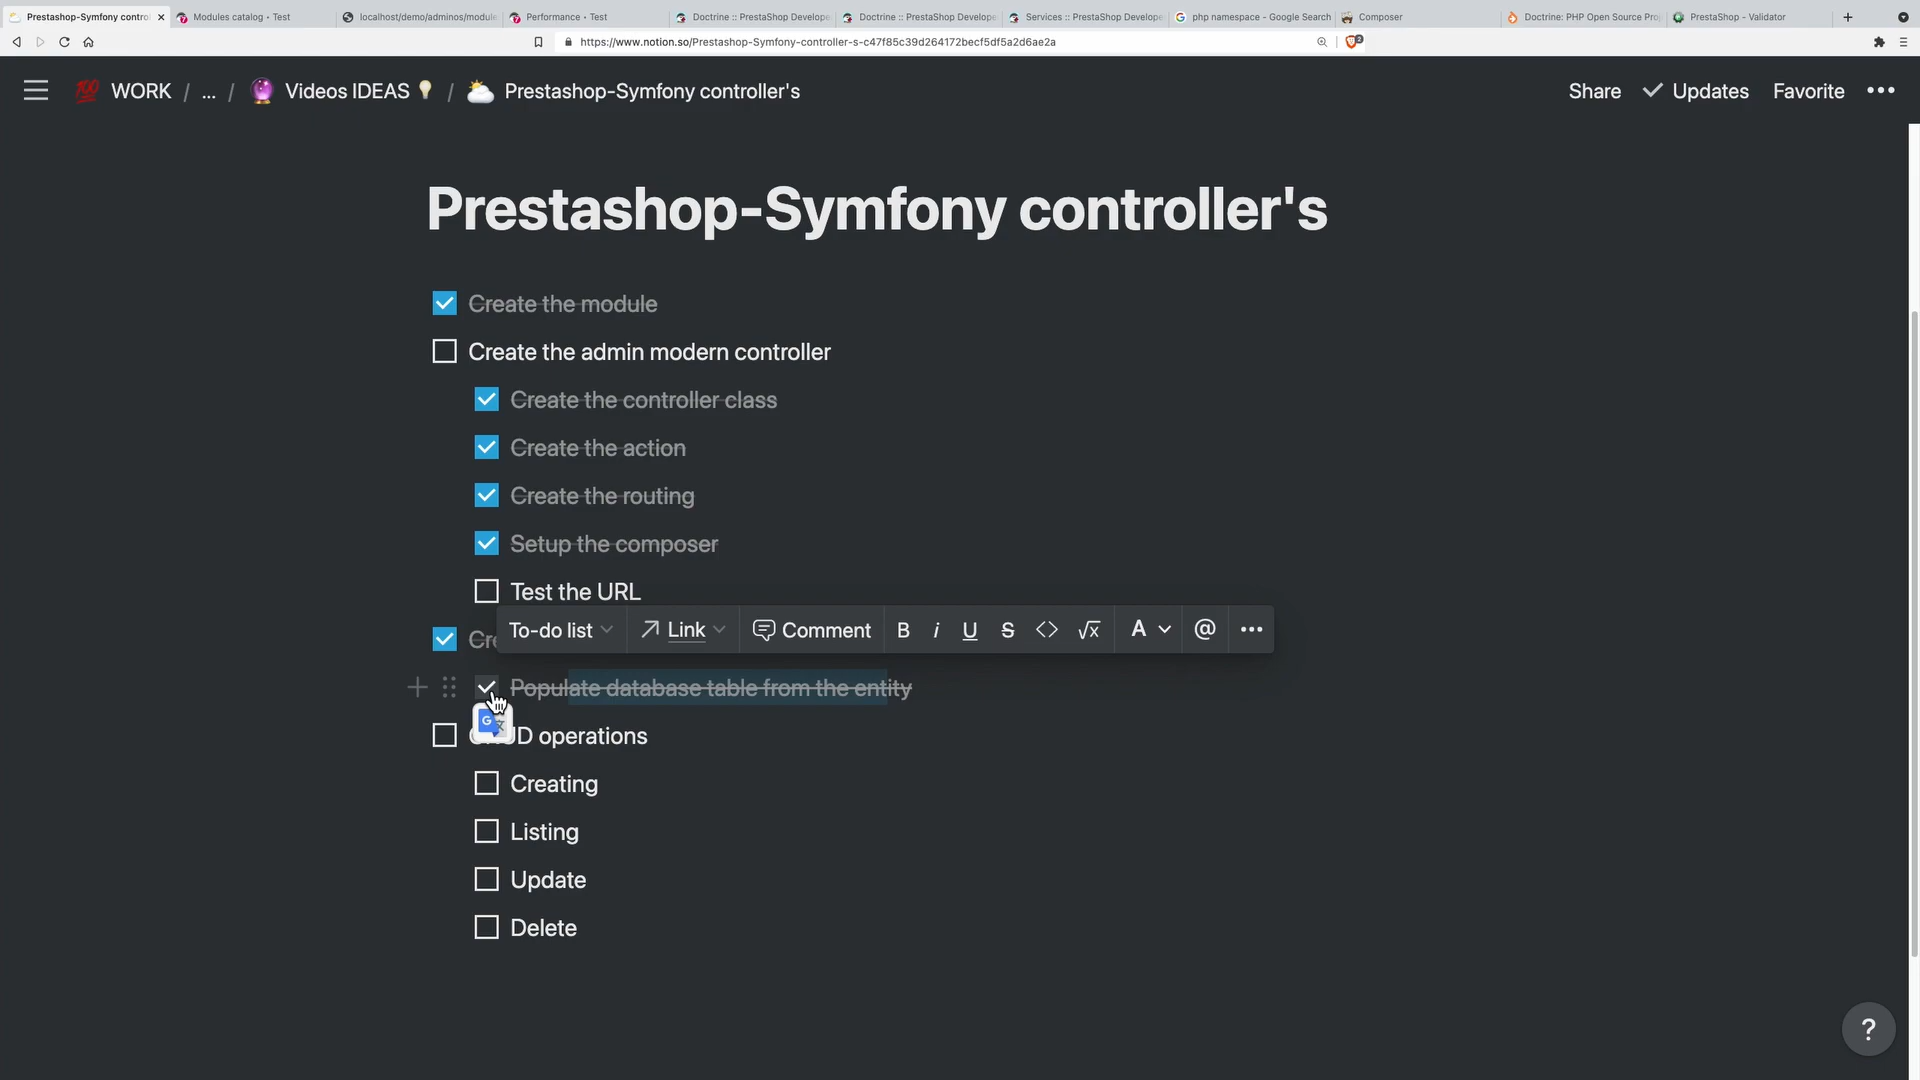 Prestashop-Symfony control
Modules catalog • Test
localhost/demo/adminos/module
Performance • Test
Doctrine :: PrestaShop Develope
Doctrine :: PrestaShop Develope
Services :: PrestaShop Develope
php namespace - Google Search
Composer
Doctrine: PHP Open Source Pro
PrestaShop - Validator
https://www.notion.so/Prestashop-Symfony-controller-s-c47f85c39d264172becf5df5a2d6ae2a
2
WORK / ... / Videos IDEAS / Prestashop-Symfony controller's
Share Updates Favorite •••
Prestashop-Symfony controller's
Create the module
Create the admin modern controller
Create the controller class
Create the action
Create the routing
Setup the composer
Test the URL
Cre
To-do list Link Comment B i U S <> √x A @ •••
Populate database table from the entity
D operations
Creating
Listing
Update
Delete
?